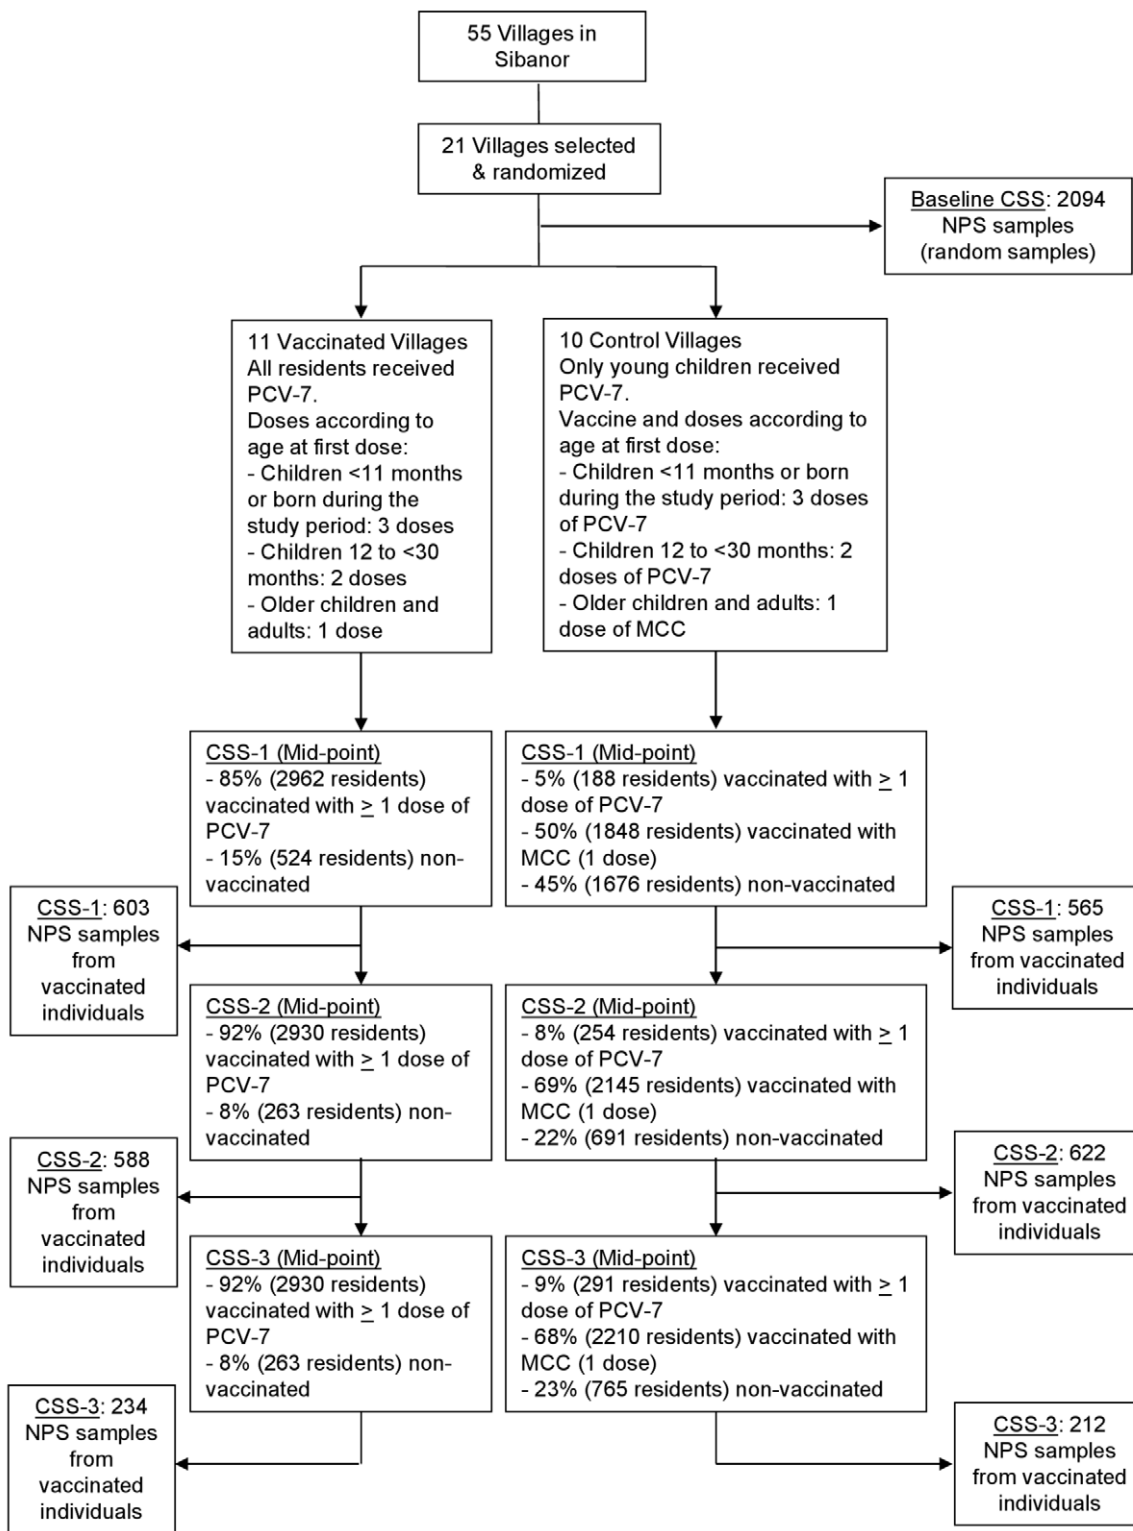 55 Villages in
Sibanor
21 Villages selected
& randomized
Baseline CSS: 2094
NPS samples
(random samples)
11 Vaccinated Villages
All residents received
PCV-7.
Doses according to
age at first dose:
- Children <11 months
or born during the
study period: 3 doses
- Children 12 to <30
months: 2 doses
- Older children and
adults: 1 dose
10 Control Villages
Only young children received
PCV-7.
Vaccine and doses according to
age at first dose:
- Children <11 months or born
during the study period: 3 doses
of PCV-7
- Children 12 to <30 months: 2
doses of PCV-7
- Older children and adults: 1
dose of MCC
CSS-1 (Mid-point)
- 85% (2962 residents)
vaccinated with ≥ 1 dose of
PCV-7
- 15% (524 residents) non-
vaccinated
CSS-1 (Mid-point)
- 5% (188 residents) vaccinated with ≥ 1
dose of PCV-7
- 50% (1848 residents) vaccinated with
MCC (1 dose)
- 45% (1676 residents) non-vaccinated
CSS-1: 603
NPS samples
from
vaccinated
individuals
CSS-1: 565
NPS samples
from vaccinated
individuals
CSS-2 (Mid-point)
- 92% (2930 residents)
vaccinated with ≥ 1 dose of
PCV-7
- 8% (263 residents) non-
vaccinated
CSS-2 (Mid-point)
- 8% (254 residents) vaccinated with ≥ 1
dose of PCV-7
- 69% (2145 residents) vaccinated with
MCC (1 dose)
- 22% (691 residents) non-vaccinated
CSS-2: 588
NPS samples
from
vaccinated
individuals
CSS-2: 622
NPS samples
from vaccinated
individuals
CSS-3 (Mid-point)
- 92% (2930 residents)
vaccinated with ≥ 1 dose of
PCV-7
- 8% (263 residents) non-
vaccinated
CSS-3 (Mid-point)
- 9% (291 residents) vaccinated with ≥ 1
dose of PCV-7
- 68% (2210 residents) vaccinated with
MCC (1 dose)
- 23% (765 residents) non-vaccinated
CSS-3: 234
NPS samples
from
vaccinated
individuals
CSS-3: 212
NPS samples
from vaccinated
individuals